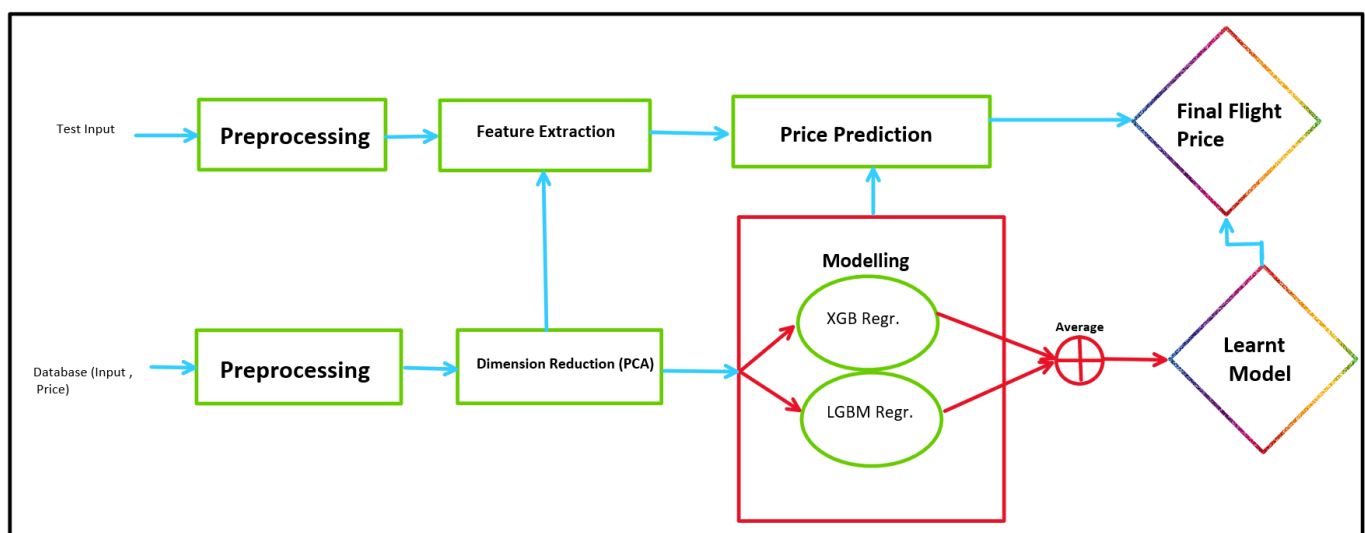 Test Input
Preprocessing
Feature Extraction
Price Prediction
Final Flight
Price
Database (Input ,
Price)
Preprocessing
Dimension Reduction (PCA)
Modelling
XGB Regr.
LGBM Regr.
Average
Learnt
Model